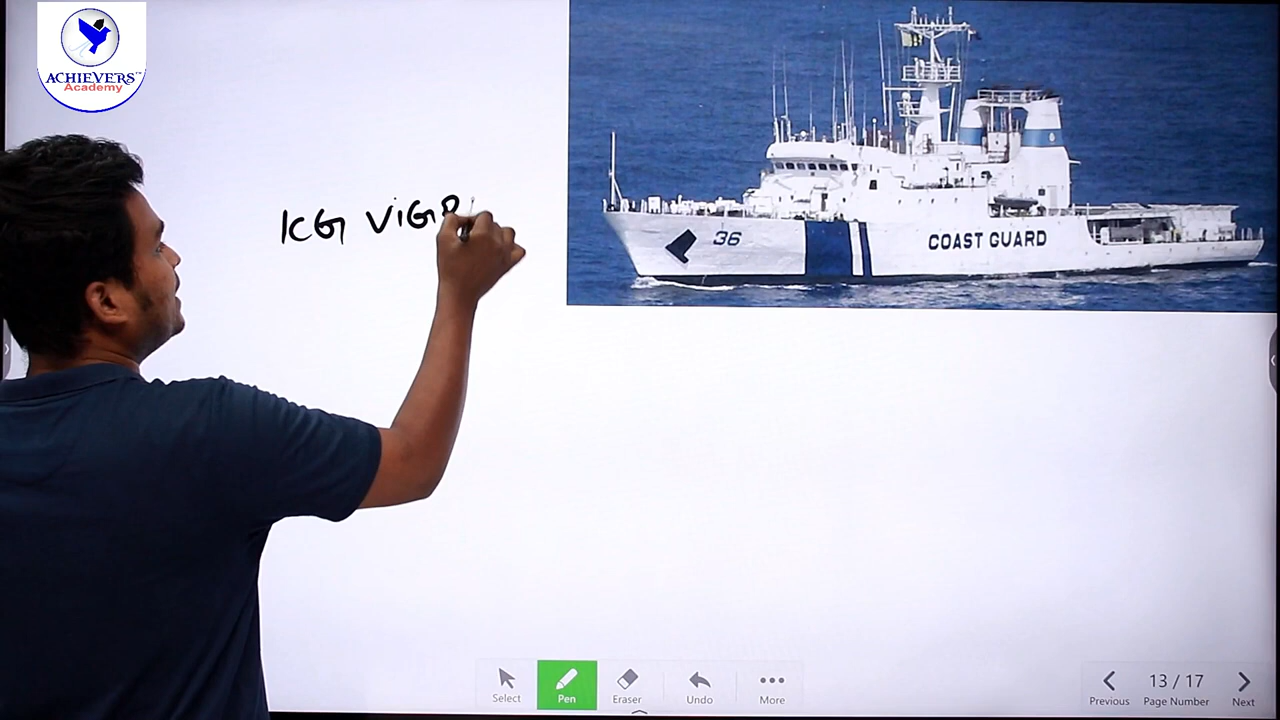 ACHIEVERS
Academy
ICG ViGR
36
COAST GUARD
Select
Pen
Eraser
Undo
More
Previous
13 / 17
Page Number
Next